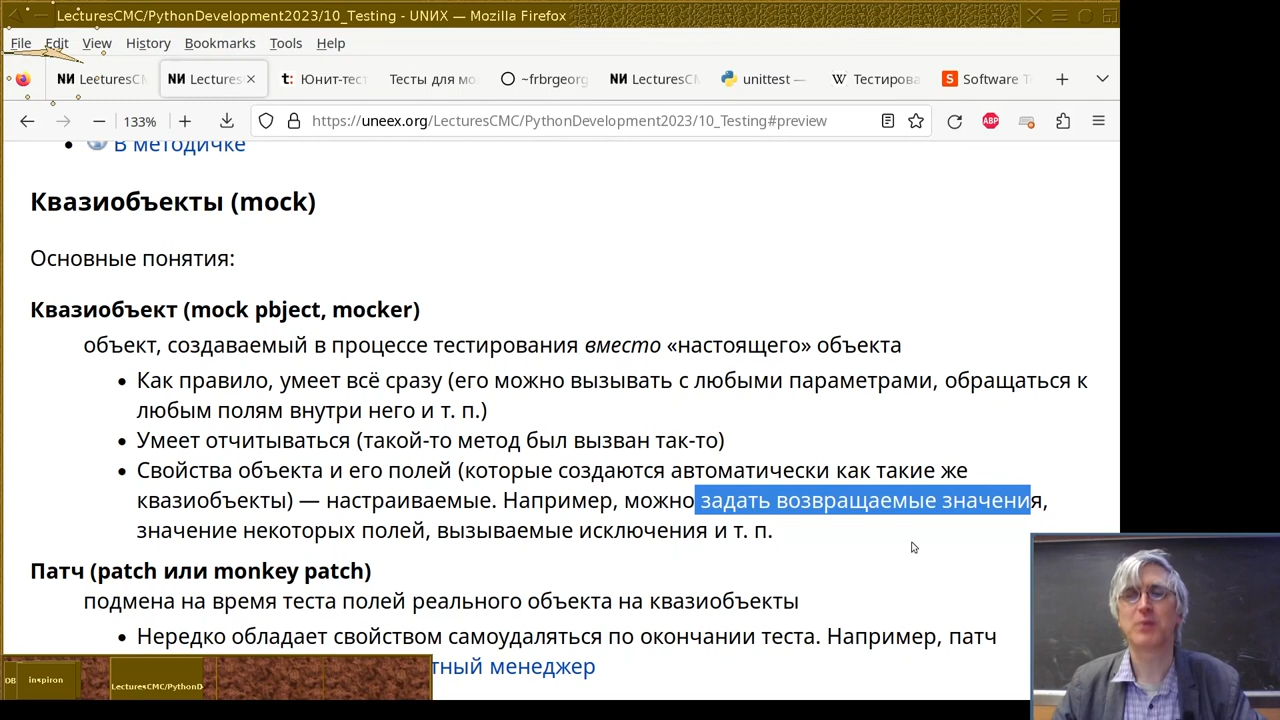 LecturesCMC/PythonDevelopment2023/10_Testing - UNИX — Mozilla Firefox
File Edit View History Bookmarks Tools Help
LecturesCM Lectures Юнит-тест Тесты для мо ~frbrgeorg LecturesCM unittest — Тестирова Software T
133% https://uneex.org/LecturesCMC/PythonDevelopment2023/10_Testing#preview ABP
В методичке
Квазиобъекты (mock)
Основные понятия:
Квазиобъект (mock pbject, mocker)
объект, создаваемый в процессе тестирования вместо «настоящего» объекта
Как правило, умеет всё сразу (его можно вызывать с любыми параметрами, обращаться к
любым полям внутри него и т. п.)
Умеет отчитываться (такой-то метод был вызван так-то)
Свойства объекта и его полей (которые создаются автоматически как такие же
квазиобъекты) — настраиваемые. Например, можно задать возвращаемые значения,
значение некоторых полей, вызываемые исключения и т. п.
Патч (patch или monkey patch)
подмена на время теста полей реального объекта на квазиобъекты
Нередко обладает свойством самоудаляться по окончании теста. Например, патч
тный менеджер
DB inspiron LecturesCMC/PythonD